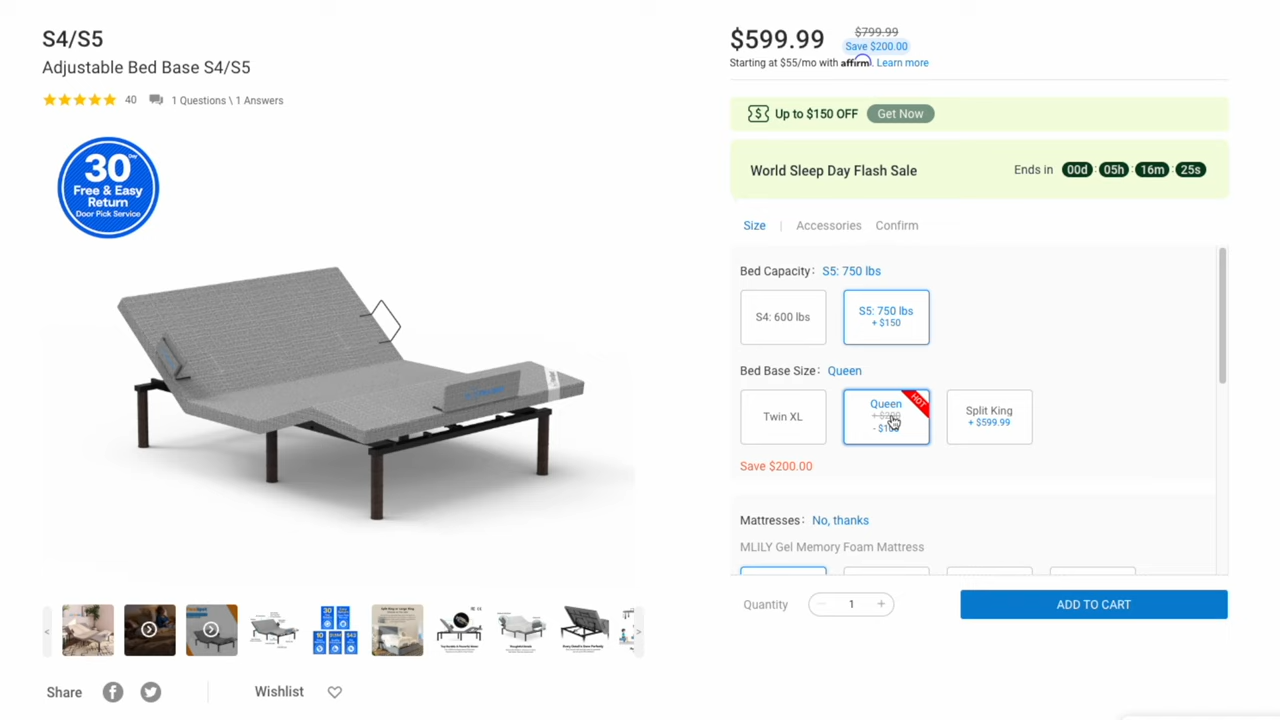 S4/S5
Adjustable Bed Base S4/S5
40 1 Questions \ 1 Answers
30 Day
Free & Easy
Return
Door Pick Service
Share
Wishlist
$599.99 $799.99
Save $200.00
Starting at $55/mo with affirm. Learn more
Up to $150 OFF Get Now
World Sleep Day Flash Sale Ends in 00d : 05h : 16m : 25s
Size | Accessories Confirm
Bed Capacity: S5: 750 lbs
S4: 600 lbs
S5: 750 lbs
+ $150
Bed Base Size: Queen
Twin XL
Queen
HOT
Split King
+ $599.99
Save $200.00
Mattresses: No, thanks
MLILY Gel Memory Foam Mattress
Quantity − 1 + ADD TO CART